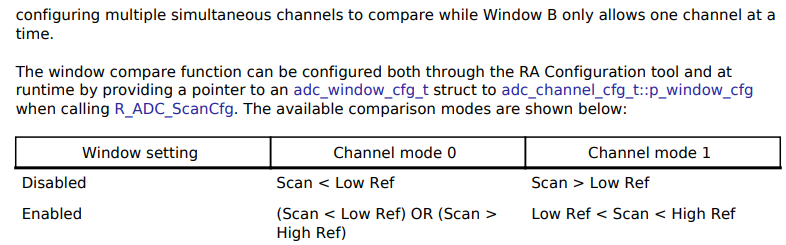 configuring multiple simultaneous channels to compare while Window B only allows one channel at a
time.
The window compare function can be configured both through the RA Configuration tool and at
runtime by providing a pointer to an adc_window_cfg_t struct to adc_channel_cfg_t::p_window_cfg
when calling R_ADC_ScanCfg. The available comparison modes are shown below:
Window setting Channel mode 0 Channel mode 1
Disabled Scan < Low Ref Scan > Low Ref
Enabled (Scan < Low Ref) OR (Scan > Low Ref < Scan < High Ref
High Ref)